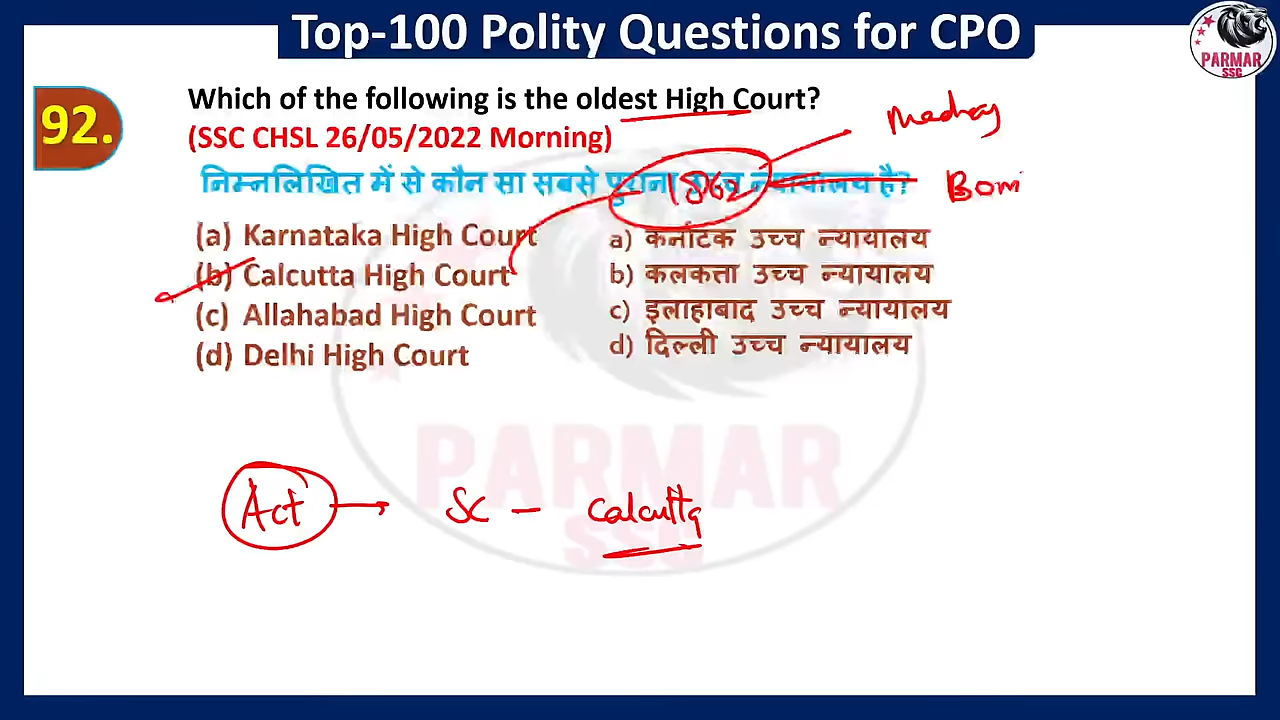 Top-100 Polity Questions for CPO
PARMAR
SSC
92.
Which of the following is the oldest High Court?
(SSC CHSL 26/05/2022 Morning)
Madras
निम्नलिखित में से कौन सा सबसे पुराना उच्च न्यायालय है?
1862
Bom
(a) Karnataka High Court
a) कर्नाटक उच्च न्यायालय
(b) Calcutta High Court
b) कलकत्ता उच्च न्यायालय
(c) Allahabad High Court
c) इलाहाबाद उच्च न्यायालय
(d) Delhi High Court
d) दिल्ली उच्च न्यायालय
PARMAR
SSC
Act → SC - Calcutta